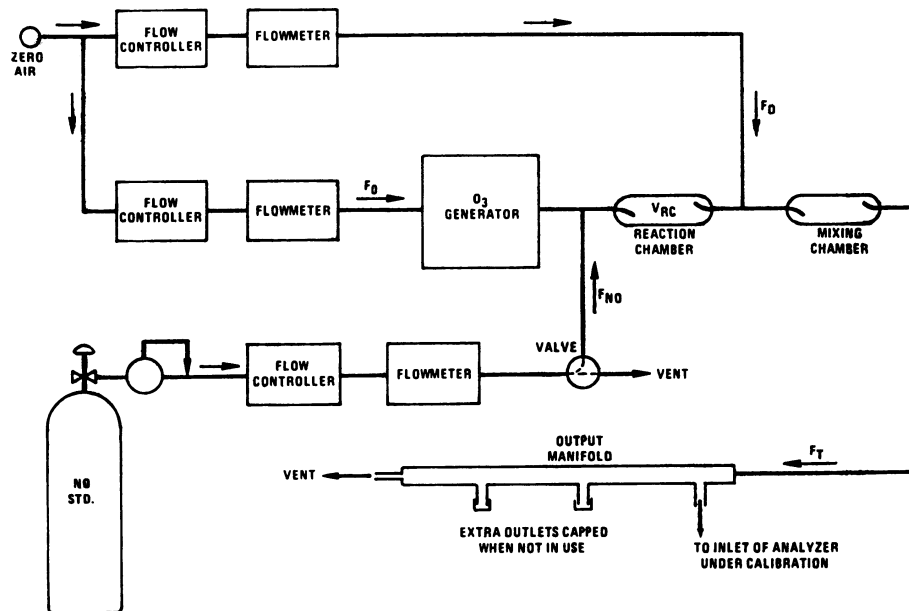 ZERO
AIR
FLOW
CONTROLLER
FLOWMETER
FD
FLOW
CONTROLLER
FLOWMETER
FO
O3
GENERATOR
VRC
REACTION
CHAMBER
MIXING
CHAMBER
FNO
VALVE
FLOW
CONTROLLER
FLOWMETER
VENT
NO
STD.
OUTPUT
MANIFOLD
FT
VENT
EXTRA OUTLETS CAPPED
WHEN NOT IN USE
TO INLET OF ANALYZER
UNDER CALIBRATION